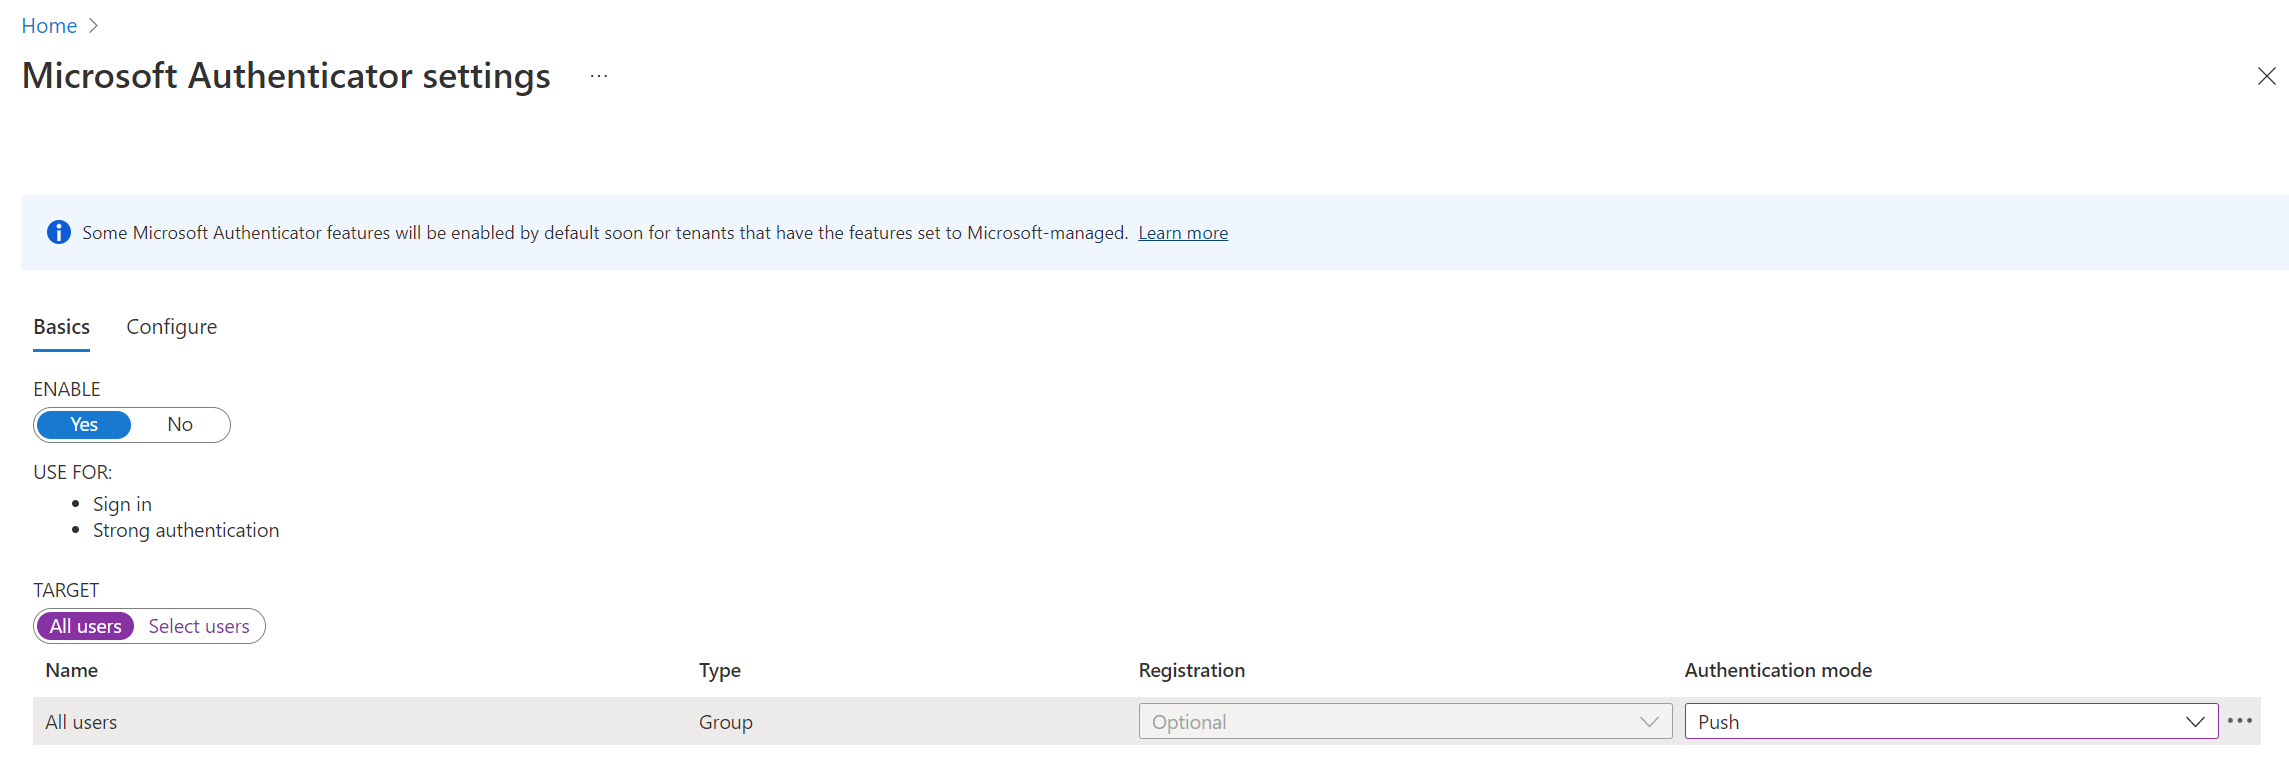 Home
Microsoft Authenticator settings
Some Microsoft Authenticator features will be enabled by default soon for tenants that have the features set to Microsoft-managed. Learn more
Basics Configure
ENABLE
Yes No
USE FOR:
Sign in
Strong authentication
TARGET
All users Select users
Name Type Registration Authentication mode
All users Group Optional Push